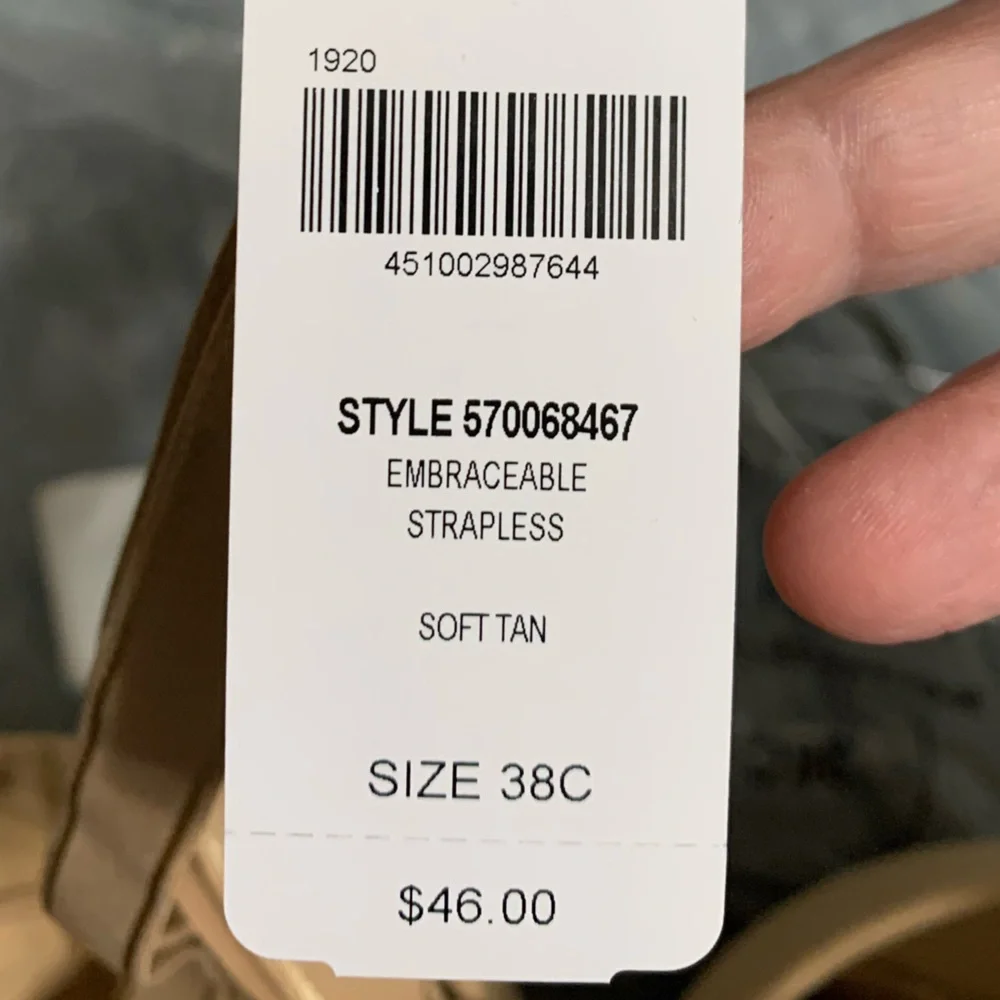 1920
451002987644
STYLE 570068467
EMBRACEABLE
STRAPLESS
SOFT TAN
SIZE 38C
$46.00